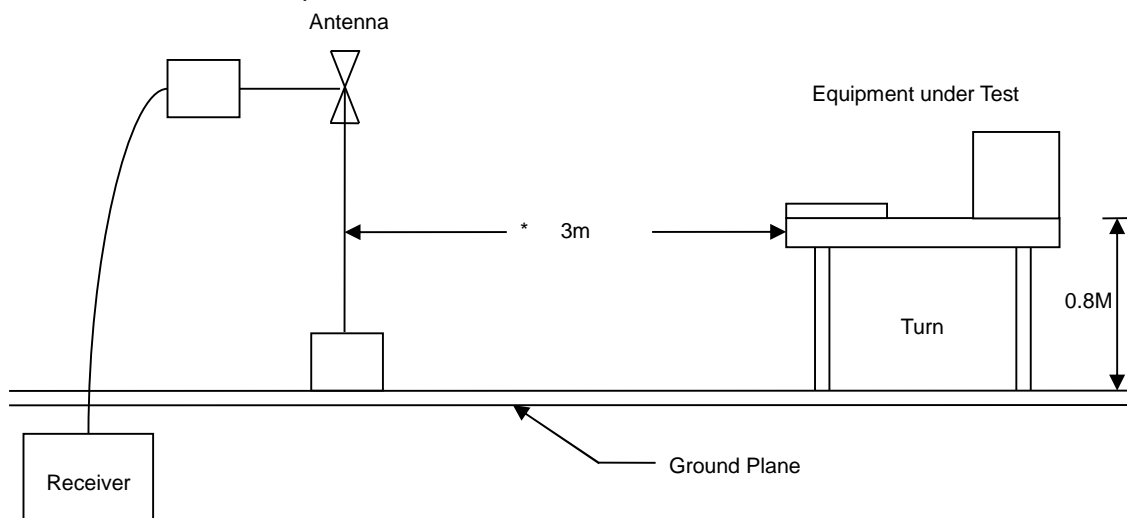 Antenna
Equipment under Test
* 3m
0.8M
Turn
Ground Plane
Receiver